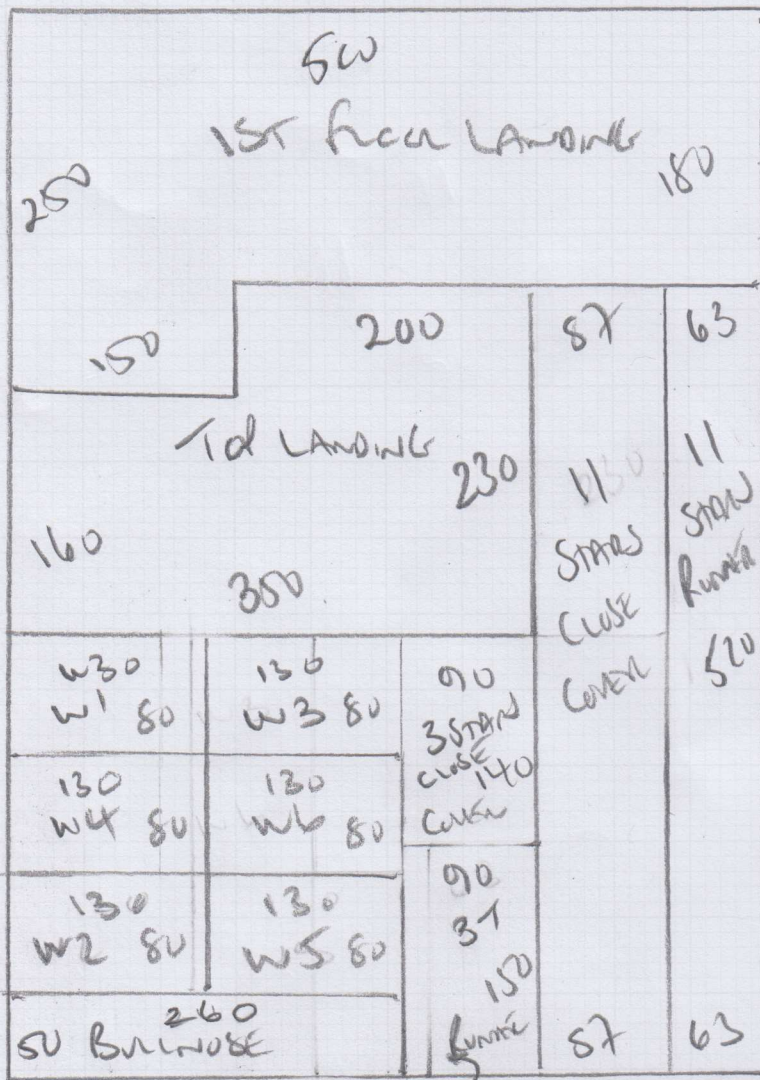 500
1ST FLOOR LANDING
250
180
150
200
87
63
TOP LANDING
230
160
350
11
STAIRS
CLOSE
COVER
11
STAIR
RUNNER
520
W30
W1 80
130
W3 80
90
3 STAIR
CLOSE 140
COVER
130
W4 80
130
W6 80
130
W2 80
130
W5 80
90
3T
150
RUNNER
260
50 BULLNOSE
87
63